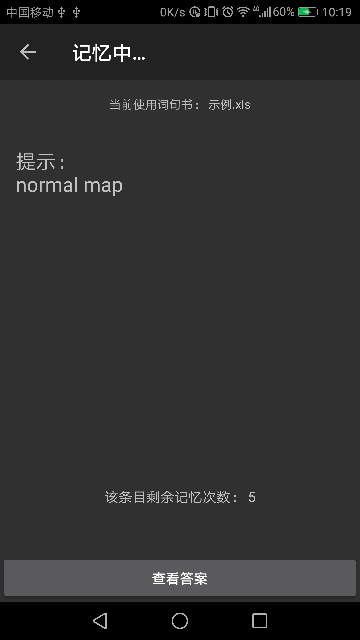 中国移动 0K/s 4G 60% 10:19
记忆中...
当前使用词句书： 示例.xls
提示：
normal map
该条目剩余记忆次数： 5
查看答案